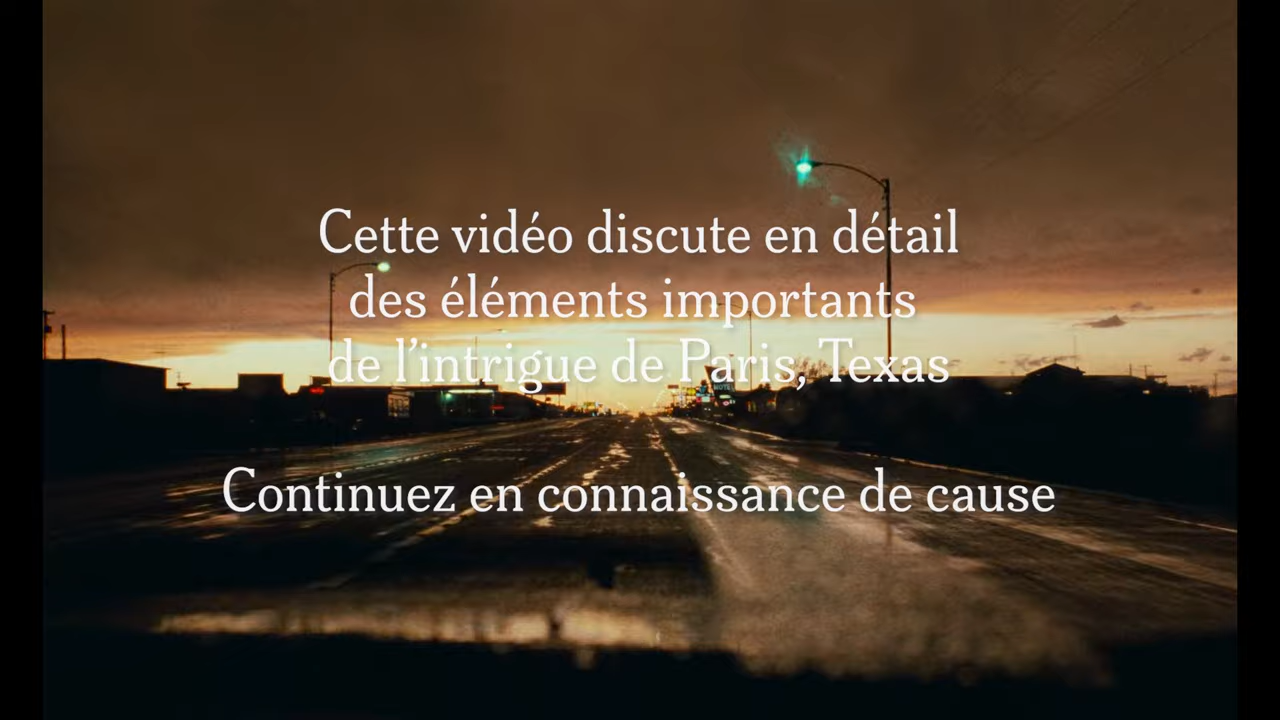 Cette vidéo discute en détail
des éléments importants
de l’intrigue de Paris, Texas
Continuez en connaissance de cause